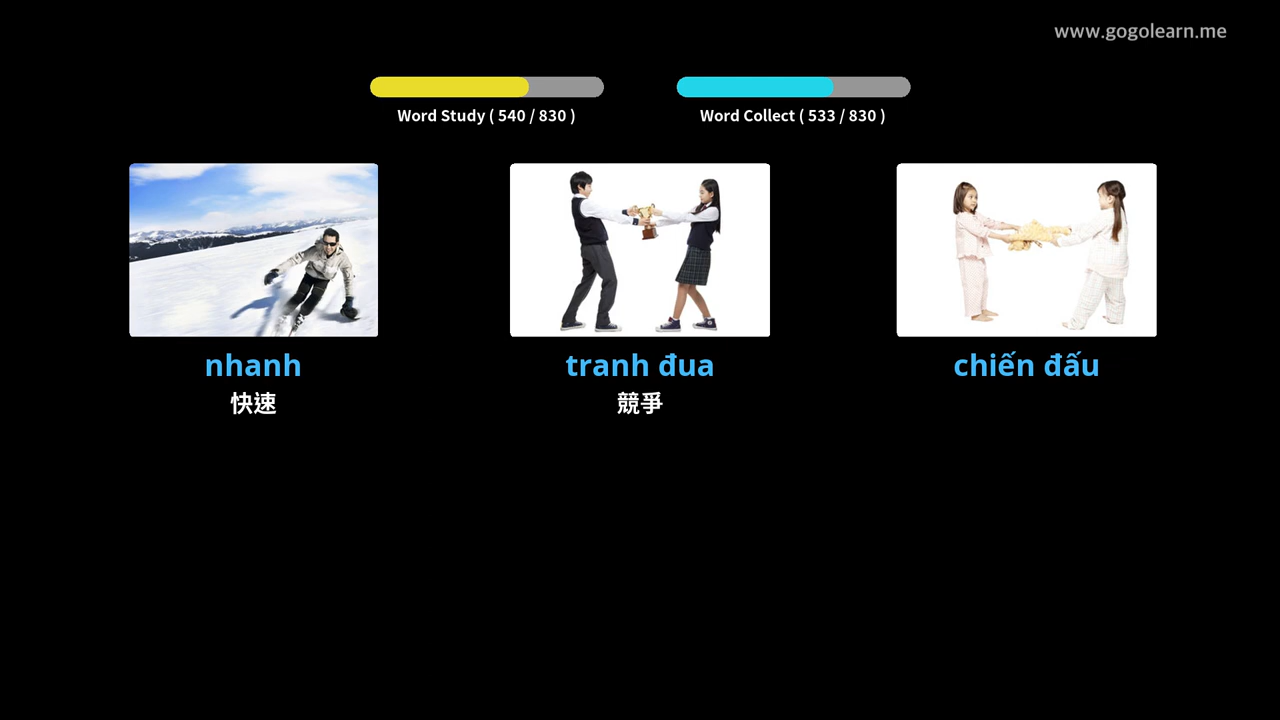 www.gogolearn.me
Word Study ( 540 / 830 )
Word Collect ( 533 / 830 )
nhanh
快速
tranh đua
競爭
chiến đấu